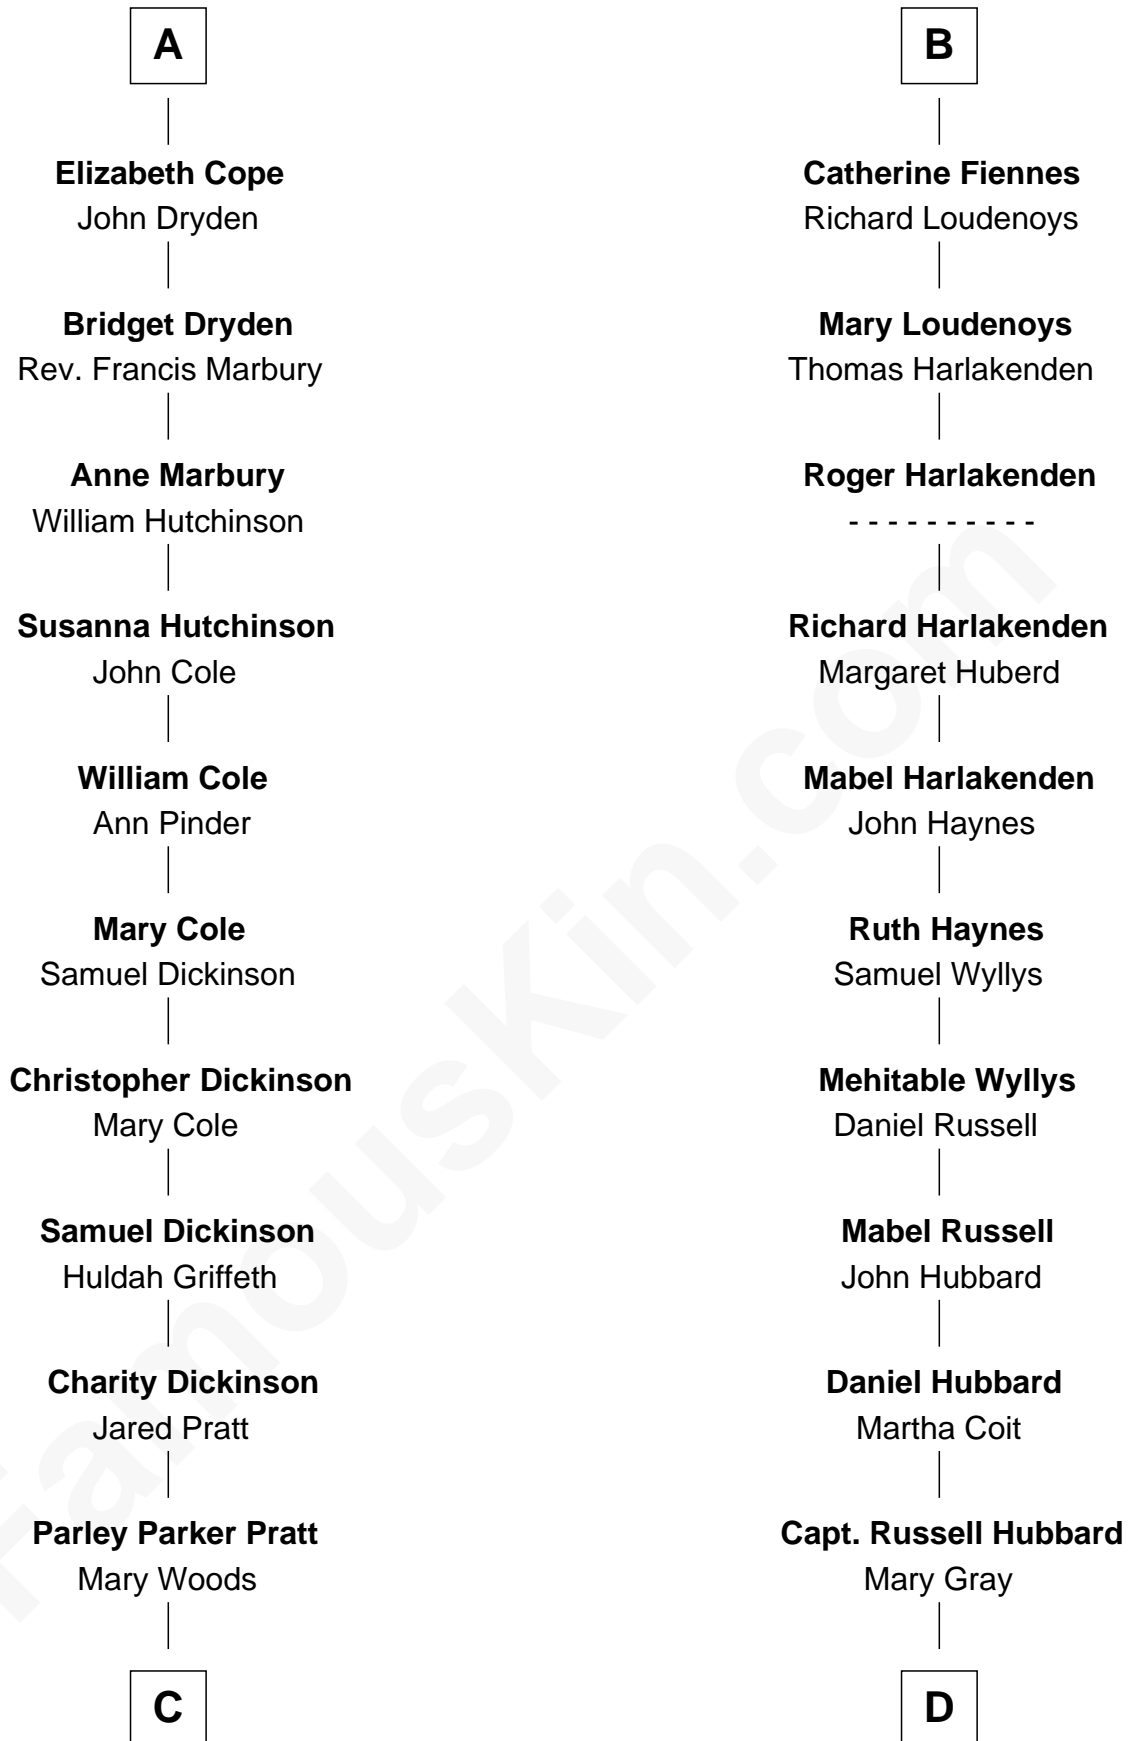 A
Elizabeth Cope
John Dryden
Bridget Dryden
Rev. Francis Marbury
Anne Marbury
William Hutchinson
Susanna Hutchinson
John Cole
William Cole
Ann Pinder
Mary Cole
Samuel Dickinson
Christopher Dickinson
Mary Cole
Samuel Dickinson
Huldah Griffeth
Charity Dickinson
Jared Pratt
Parley Parker Pratt
Mary Woods
C
B
Catherine Fiennes
Richard Loudenoys
Mary Loudenoys
Thomas Harlakenden
Roger Harlakenden
- - - - - - - - - -
Richard Harlakenden
Margaret Huberd
Mabel Harlakenden
John Haynes
Ruth Haynes
Samuel Wyllys
Mehitable Wyllys
Daniel Russell
Mabel Russell
John Hubbard
Daniel Hubbard
Martha Coit
Capt. Russell Hubbard
Mary Gray
D
FamousKin.com